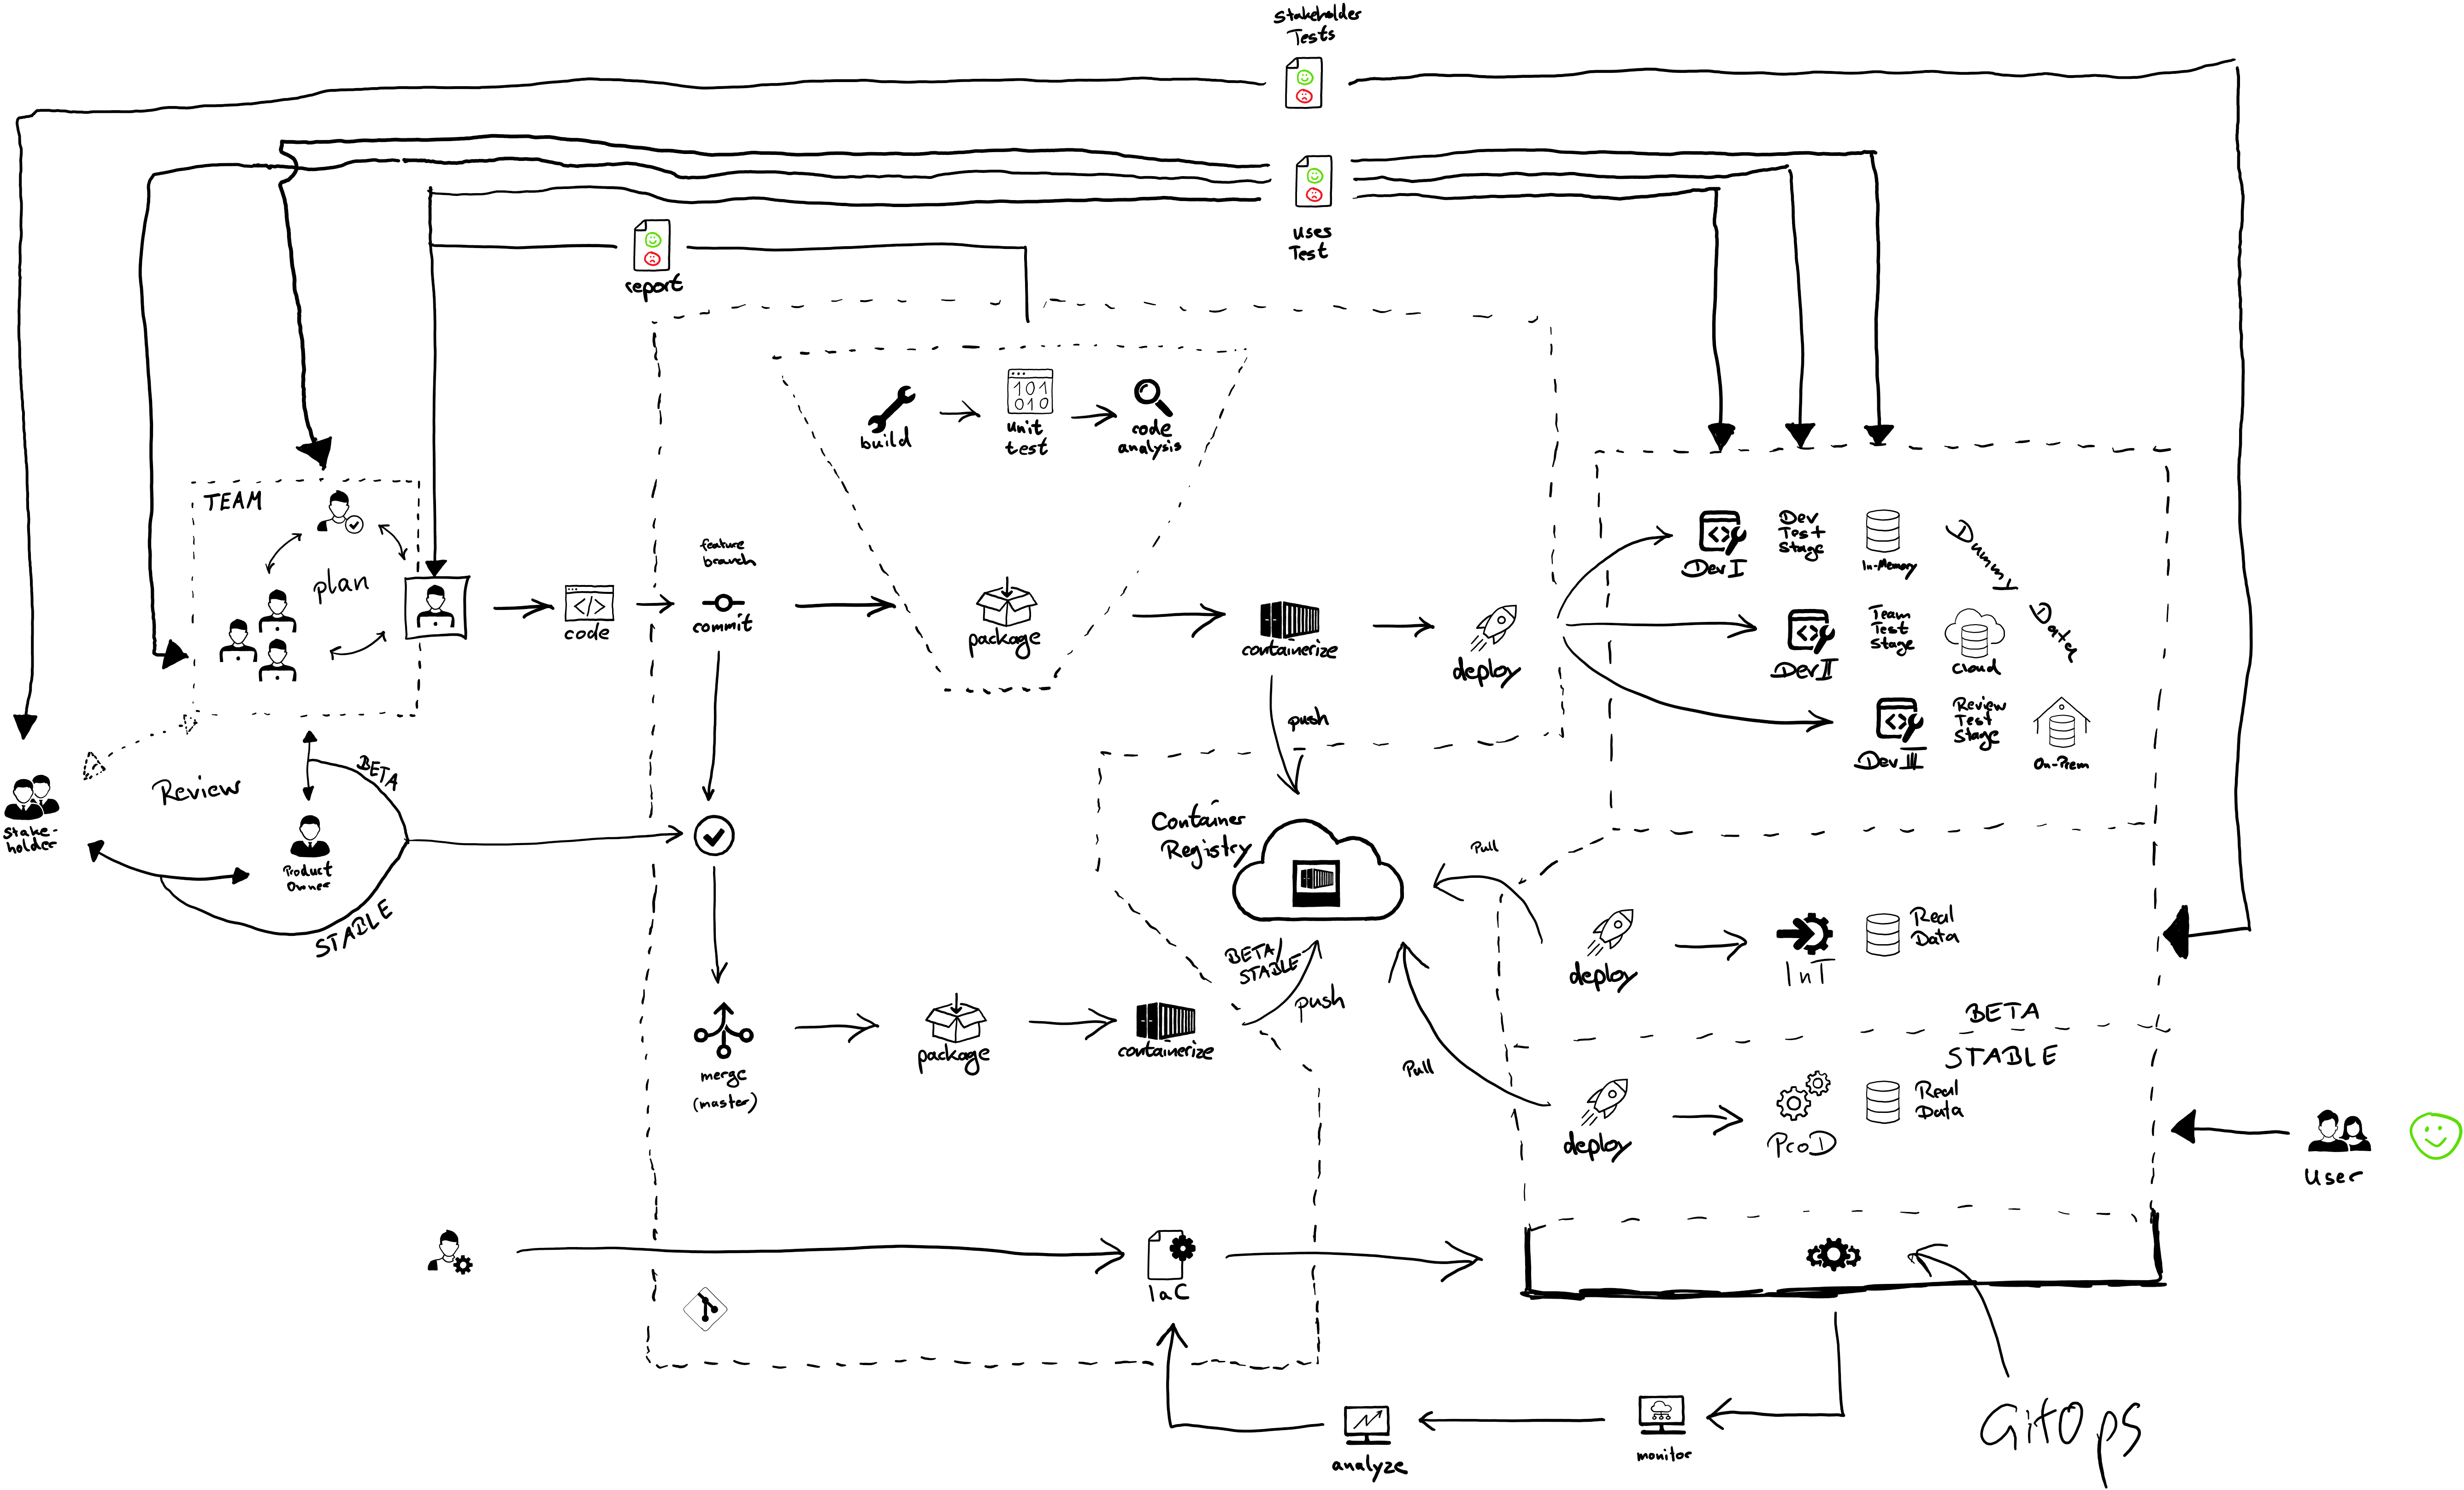 Stakeholder
Tests
uses
Test
report
build
unit
test
code
analysis
TEAM
plan
feature
branch
commit
code
package
containerize
deploy
push
Dev I
Dev
Test
Stage
In-Memory
Dummy
Data
Dev II
Team
Test
Stage
Cloud
Dev III
Review
Test
Stage
On-Prem
Review
BETA
Stake-
holder
Product
Owner
STABLE
Container
Registry
Pull
BETA/
STABLE
push
deploy
InT
Real
Data
BETA
STABLE
merge
(master)
package
containerize
Pull
deploy
ProD
Real
Data
User
IaC
GitOps
monitor
analyze
101
010